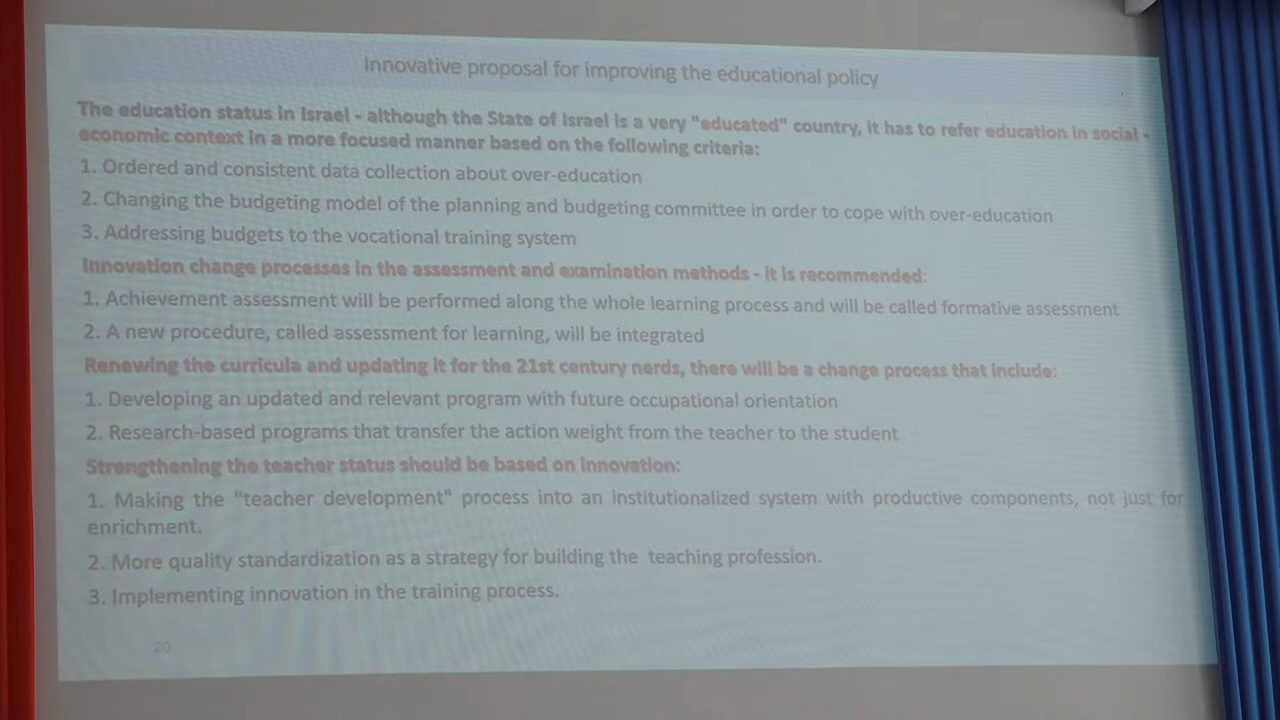 Innovative proposal for improving the educational policy
The education status in Israel - although the State of Israel is a very "educated" country, it has to refer education in social -
economic context in a more focused manner based on the following criteria:
1. Ordered and consistent data collection about over-education
2. Changing the budgeting model of the planning and budgeting committee in order to cope with over-education
3. Addressing budgets to the vocational training system
Innovation change processes in the assessment and examination methods - it is recommended:
1. Achievement assessment will be performed along the whole learning process and will be called formative assessment
2. A new procedure, called assessment for learning, will be integrated
Renewing the curricula and updating it for the 21st century nerds, there will be a change process that include:
1. Developing an updated and relevant program with future occupational orientation
2. Research-based programs that transfer the action weight from the teacher to the student
Strengthening the teacher status should be based on innovation:
1. Making the "teacher development" process into an institutionalized system with productive components, not just for
enrichment.
2. More quality standardization as a strategy for building the teaching profession.
3. Implementing innovation in the training process.
20